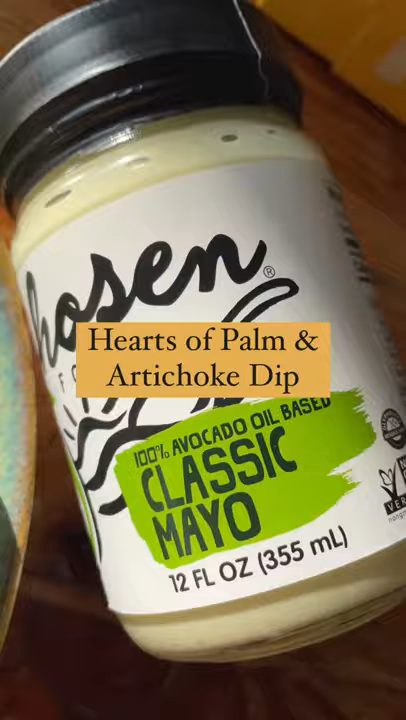 hosen
®
Hearts of Palm &
Artichoke Dip
100% AVOCADO OIL BASED
CLASSIC
MAYO
12 FL OZ (355 mL)